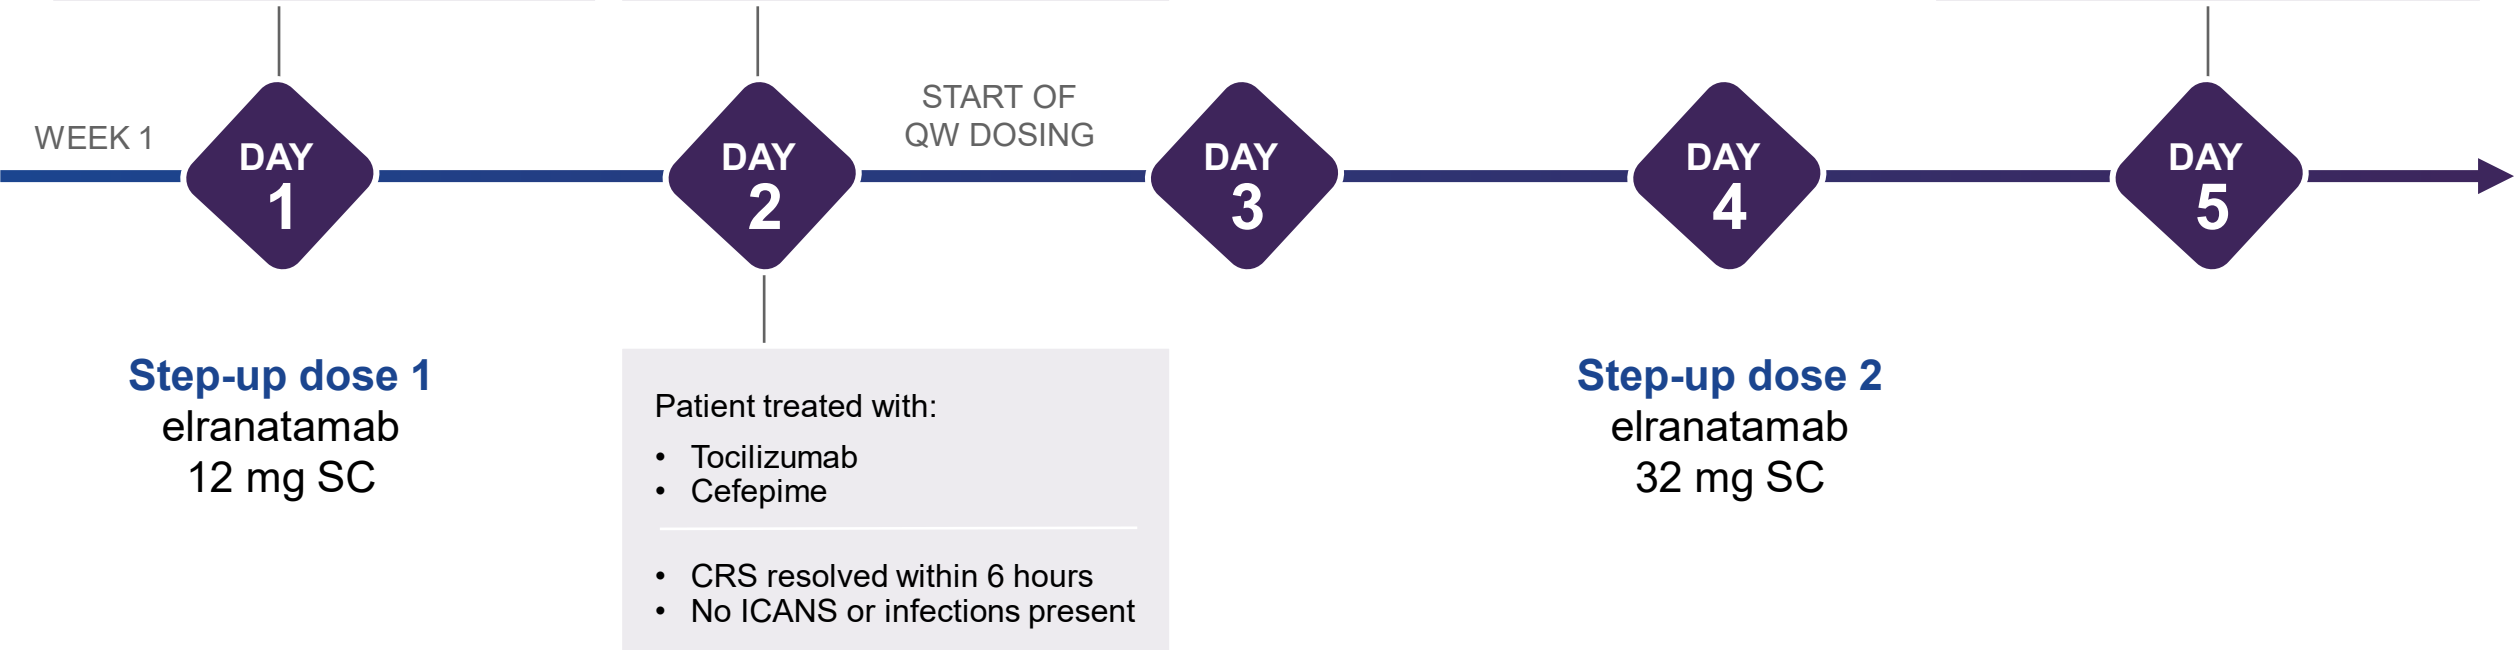 WEEK 1
DAY
1
DAY
2
START OF
QW DOSING
DAY
3
DAY
4
DAY
5
Step-up dose 1
elranatamab
12 mg SC
Patient treated with:
• Tocilizumab
• Cefepime
• CRS resolved within 6 hours
• No ICANS or infections present
Step-up dose 2
elranatamab
32 mg SC